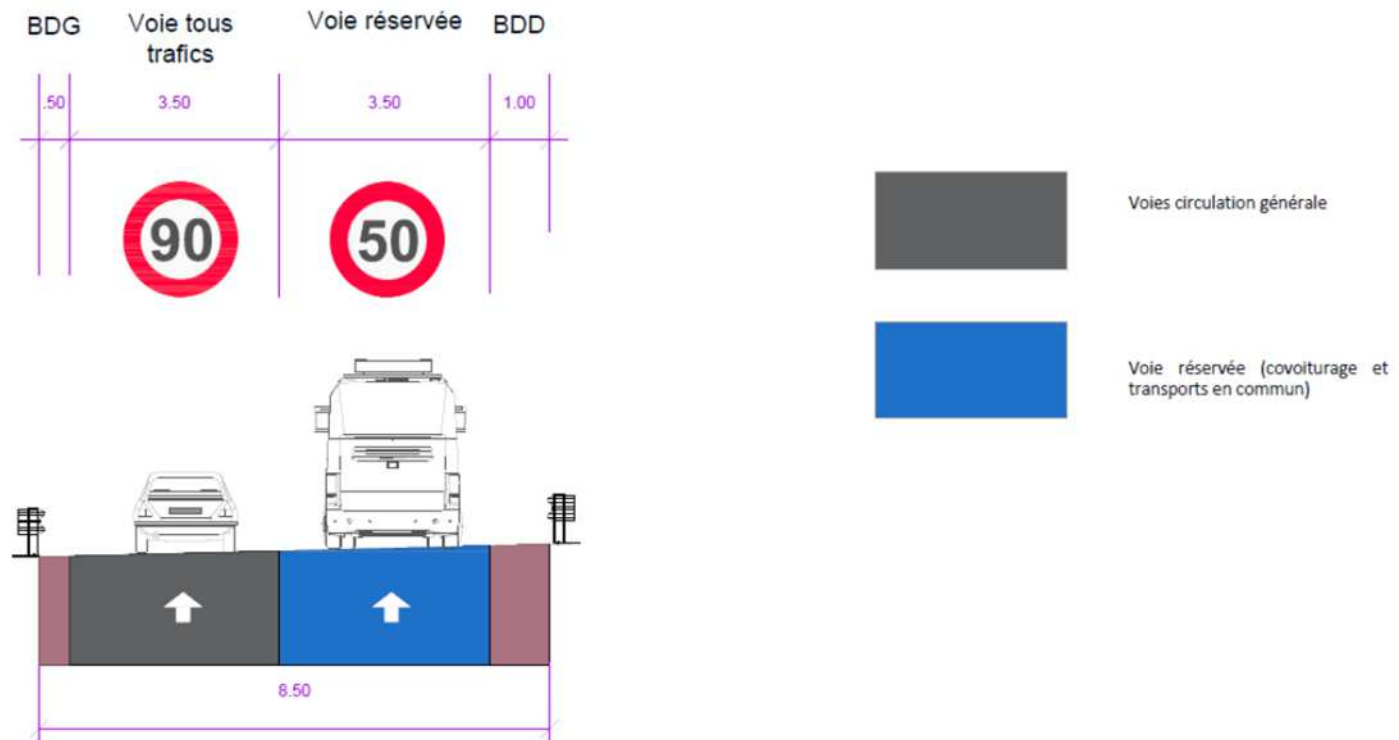 BDG
Voie tous
trafics
Voie réservée
BDD
.50
3.50
3.50
1.00
90
50
8.50
Voies circulation générale
Voie réservée (covoiturage et
transports en commun)